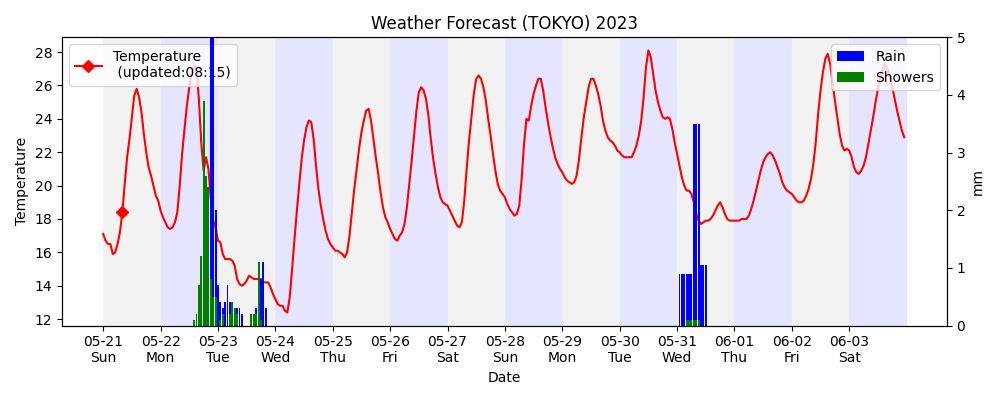 Weather Forecast (TOKYO) 2023
Temperature
(updated:08:15)
Rain
Showers
28
26
24
22
20
18
16
14
12
Temperature
5
4
3
2
1
0
mm
05-21 05-22 05-23 05-24 05-25 05-26 05-27 05-28 05-29 05-30 05-31 06-01 06-02 06-03
Sun Mon Tue Wed Thu Fri Sat Sun Mon Tue Wed Thu Fri Sat
Date